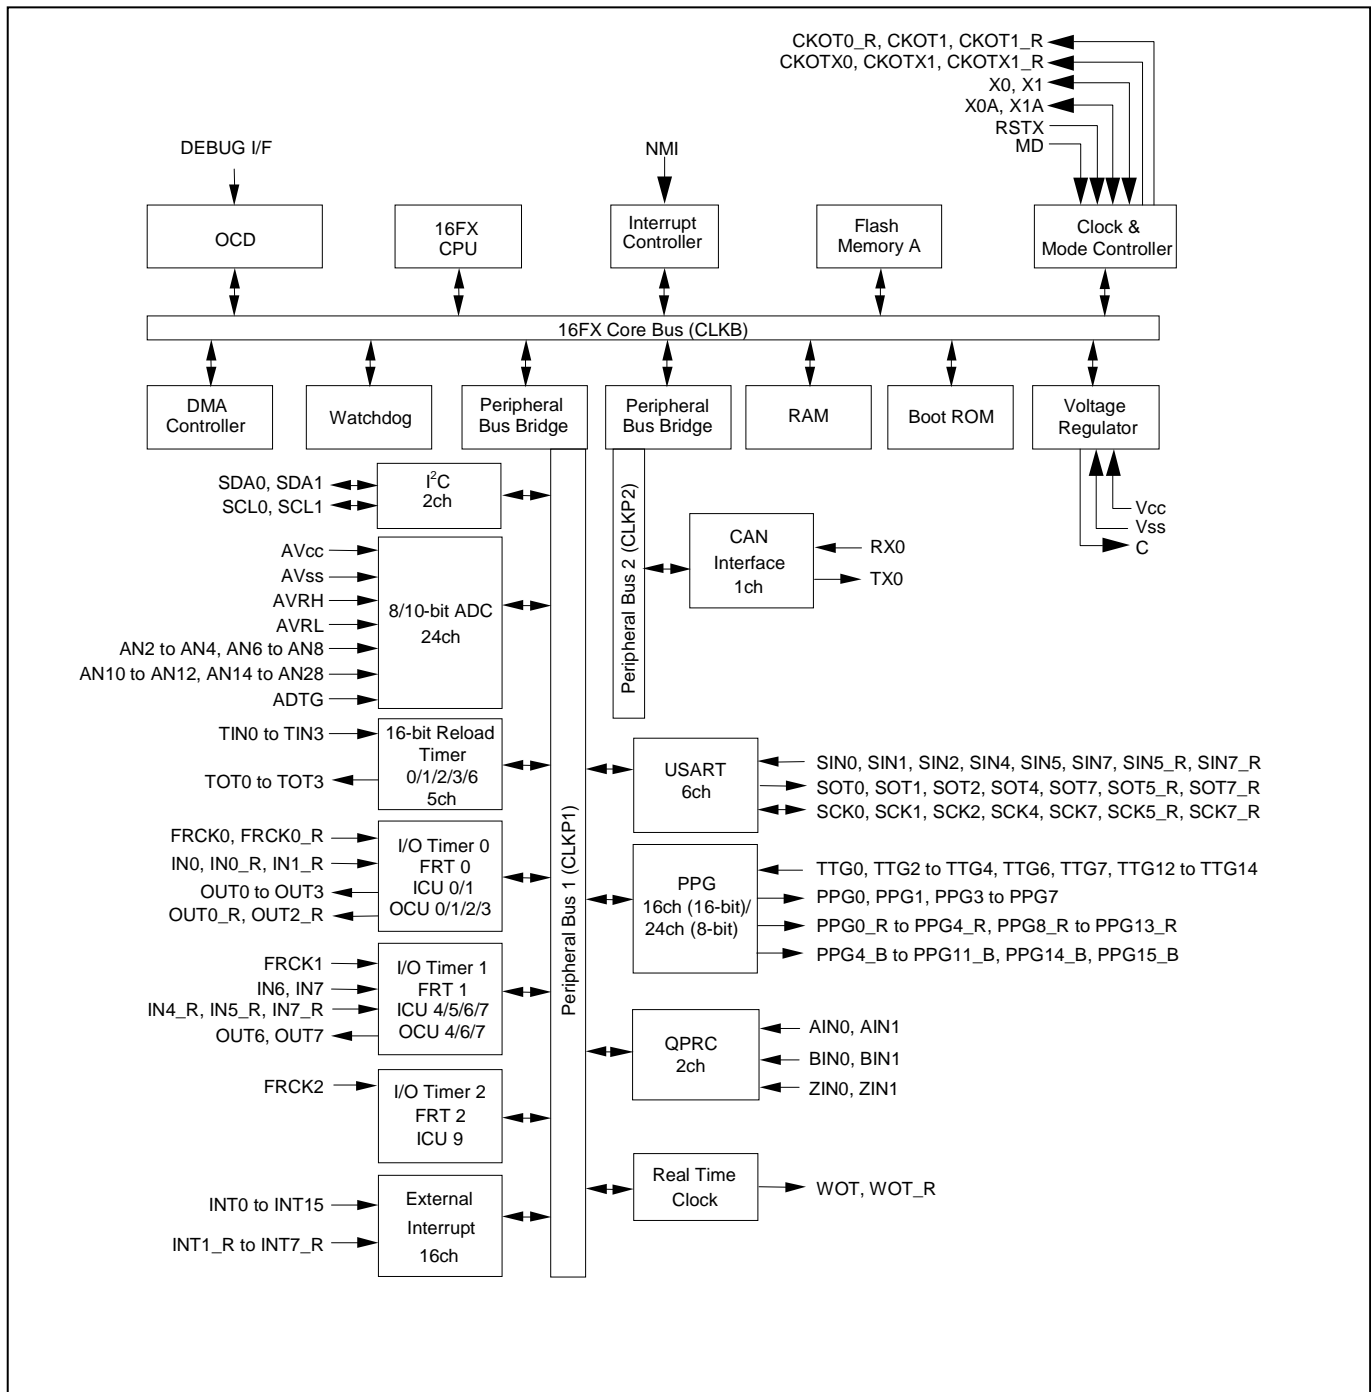 CKOT0_R, CKOT1, CKOT1_R
CKOTX0, CKOTX1, CKOTX1_R
X0, X1
X0A, X1A
RSTX
MD
DEBUG I/F
NMI
OCD
16FX
CPU
Interrupt
Controller
Flash
Memory A
Clock &
Mode Controller
16FX Core Bus (CLKB)
DMA
Controller
Watchdog
Peripheral
Bus Bridge
Peripheral
Bus Bridge
RAM
Boot ROM
Voltage
Regulator
Vcc
Vss
C
SDA0, SDA1
SCL0, SCL1
I²C
2ch
AVcc
AVss
AVRH
AVRL
AN2 to AN4, AN6 to AN8
AN10 to AN12, AN14 to AN28
ADTG
8/10-bit ADC
24ch
TIN0 to TIN3
TOT0 to TOT3
16-bit Reload
Timer
0/1/2/3/6
5ch
FRCK0, FRCK0_R
IN0, IN0_R, IN1_R
OUT0 to OUT3
OUT0_R, OUT2_R
I/O Timer 0
FRT 0
ICU 0/1
OCU 0/1/2/3
FRCK1
IN6, IN7
IN4_R, IN5_R, IN7_R
OUT6, OUT7
I/O Timer 1
FRT 1
ICU 4/5/6/7
OCU 4/6/7
FRCK2
I/O Timer 2
FRT 2
ICU 9
INT0 to INT15
INT1_R to INT7_R
External
Interrupt
16ch
Peripheral Bus 1 (CLKP1)
Peripheral Bus 2 (CLKP2)
CAN
Interface
1ch
RX0
TX0
USART
6ch
SIN0, SIN1, SIN2, SIN4, SIN5, SIN7, SIN5_R, SIN7_R
SOT0, SOT1, SOT2, SOT4, SOT7, SOT5_R, SOT7_R
SCK0, SCK1, SCK2, SCK4, SCK7, SCK5_R, SCK7_R
PPG
16ch (16-bit)/
24ch (8-bit)
TTG0, TTG2 to TTG4, TTG6, TTG7, TTG12 to TTG14
PPG0, PPG1, PPG3 to PPG7
PPG0_R to PPG4_R, PPG8_R to PPG13_R
PPG4_B to PPG11_B, PPG14_B, PPG15_B
QPRC
2ch
AIN0, AIN1
BIN0, BIN1
ZIN0, ZIN1
Real Time
Clock
WOT, WOT_R